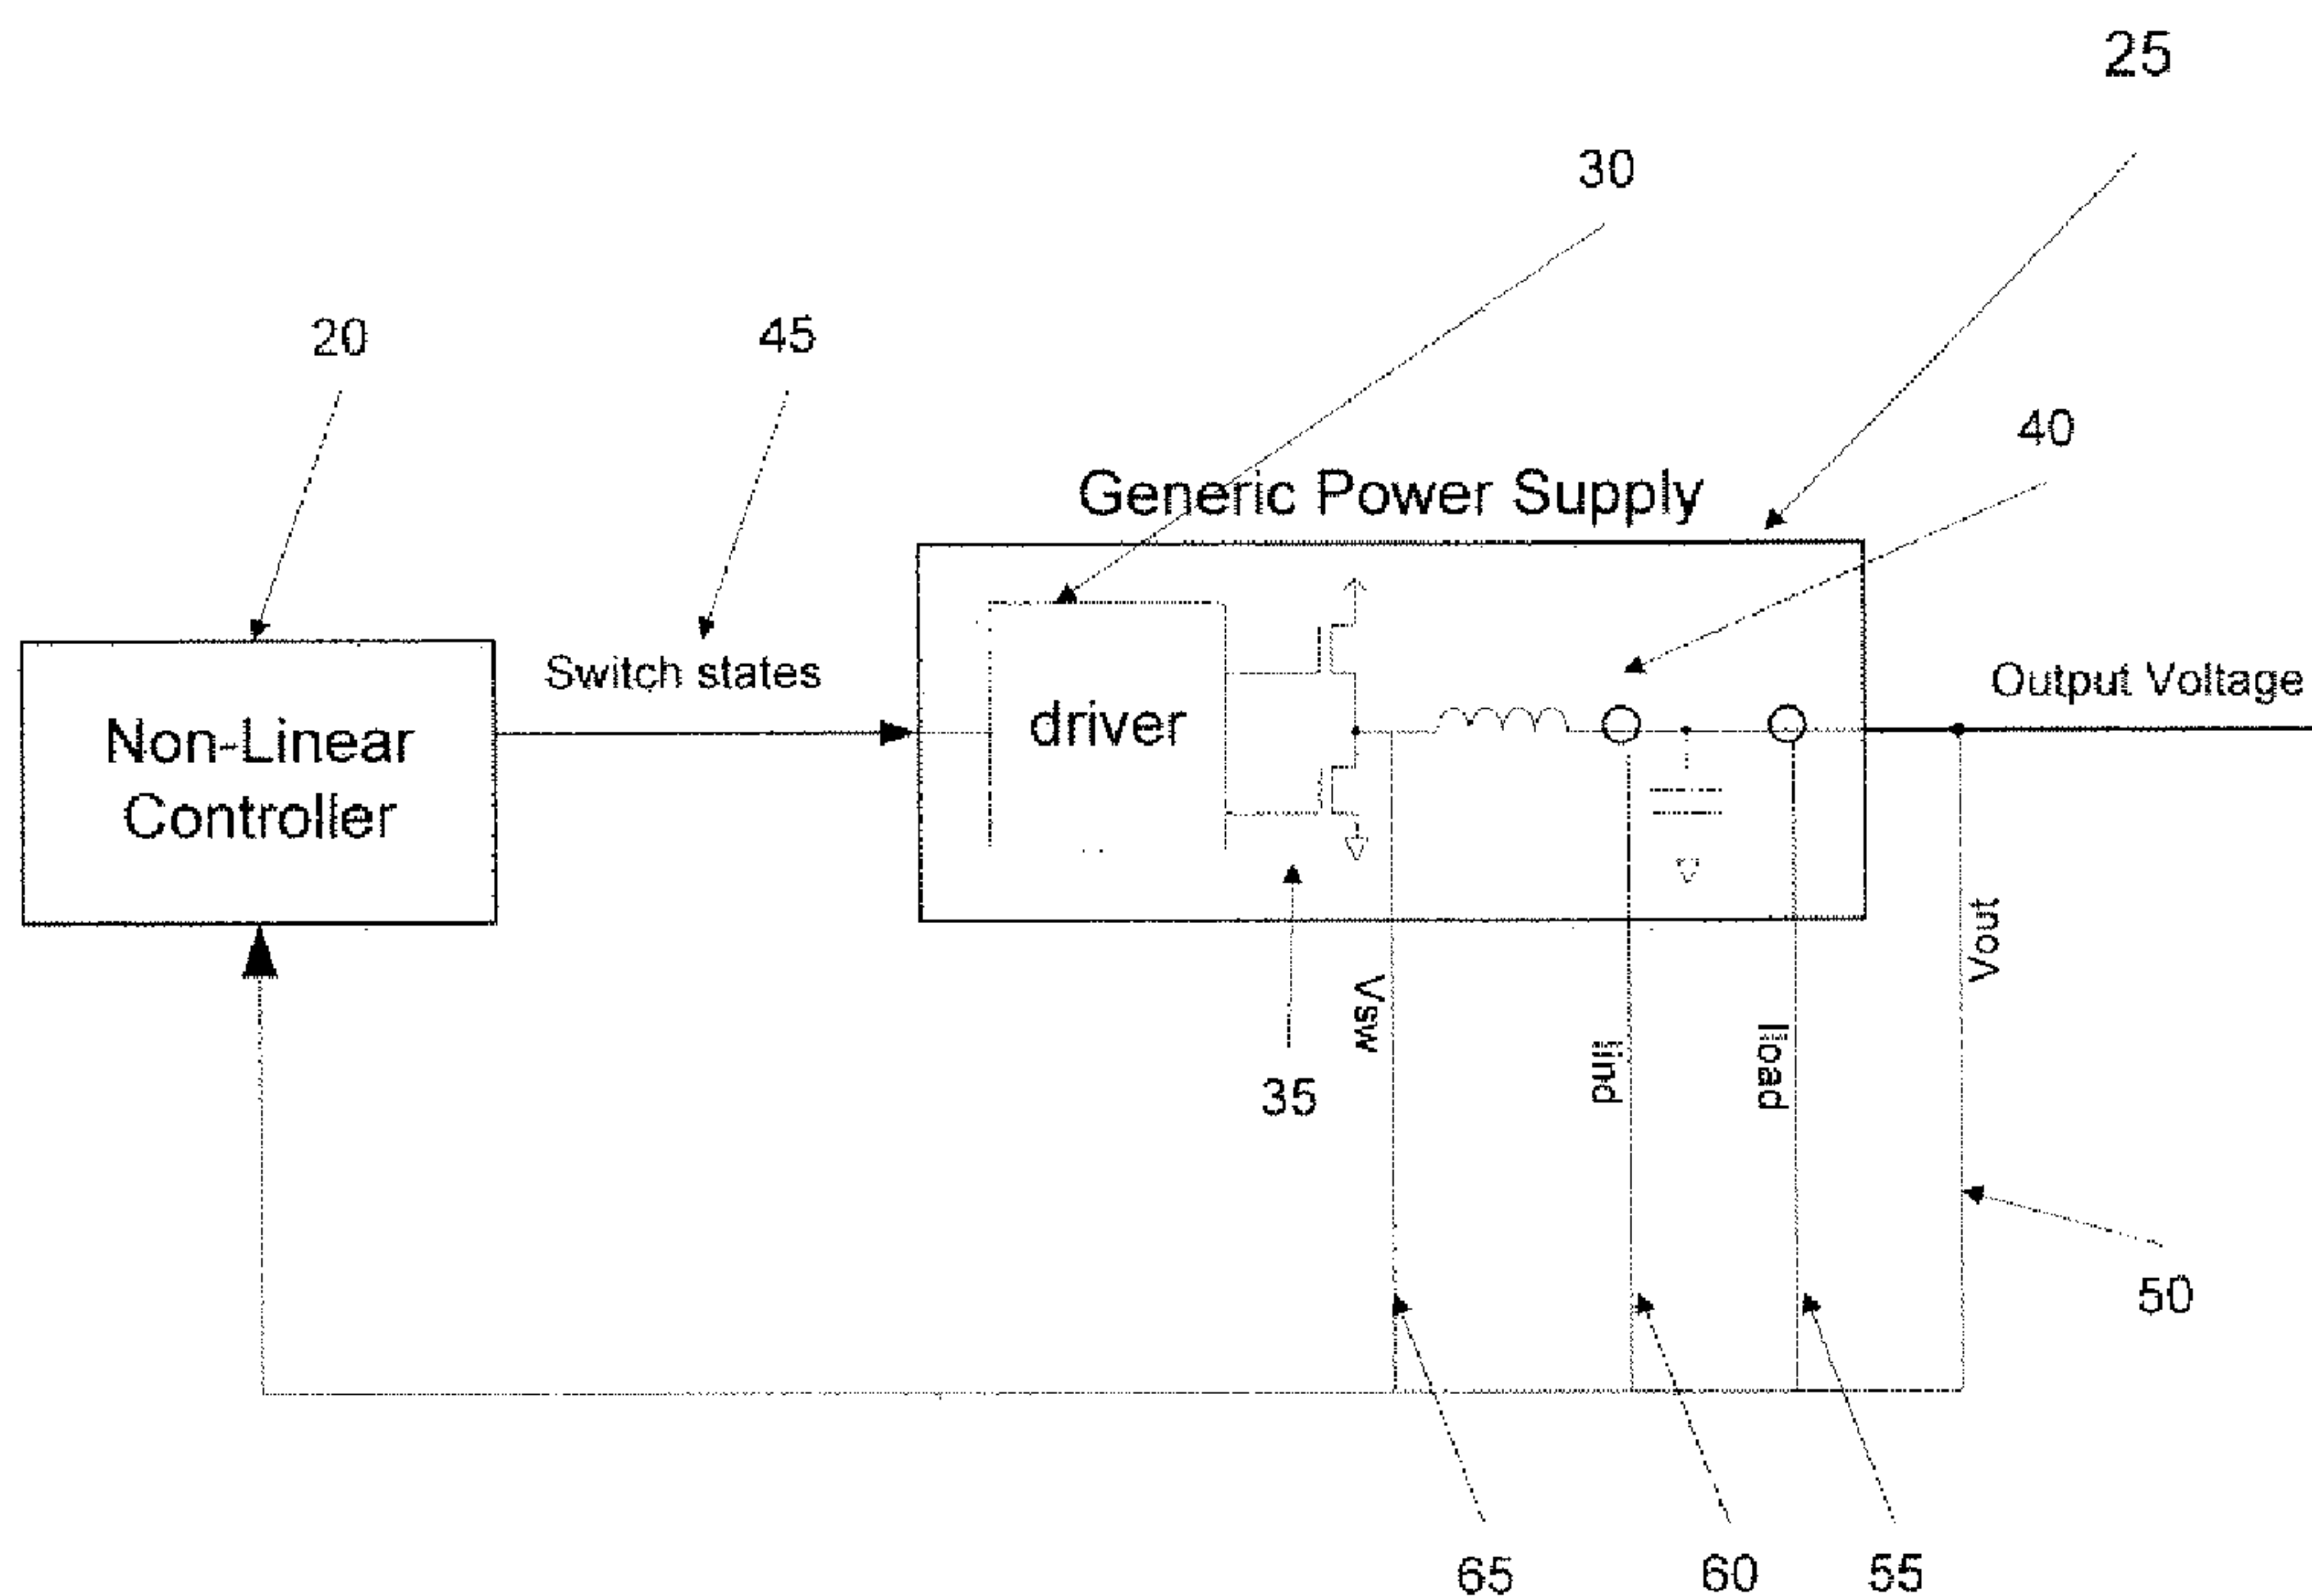 25
30
20
45
40
Generic Power Supply
Switch states
Output Voltage
Non-Linear
Controller
driver
Vout
Vsw
Iind
Iload
35
50
65
60
55